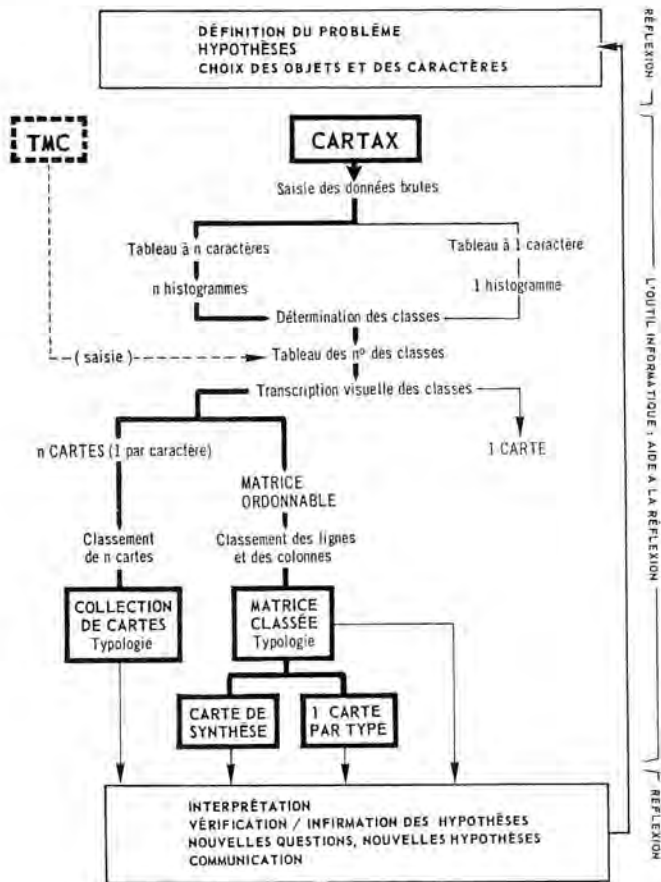 DÉFINITION DU PROBLÊME
HYPOTHÈSES
CHOIX DES OBJETS ET DES CARACTÈRES
RÉFLEXION
TMC
CARTAX
Saisie des données brutes
Tableau à n caractères
Tableau à 1 caractère
n histogrammes
1 histogramme
Détermination des classes
( saisie )
Tableau des nº des classes
Transcription visuelle des classes
n CARTES (1 par caractère)
1 CARTE
MATRICE
ORDONNABLE
Classement
de n cartes
Classement des lignes
et des colonnes
COLLECTION
DE CARTES
Typologie
MATRICE
CLASSÉE
Typologie
CARTE DE
SYNTHÈSE
1 CARTE
PAR TYPE
L'OUTIL INFORMATIQUE : AIDE A LA RÉFLEXION
INTERPRÊTATION
VÉRIFICATION / INFIRMATION DES HYPOTHÈSES
NOUVELLES QUESTIONS, NOUVELLES HYPOTHÈSES
COMMUNICATION
REFLEXION